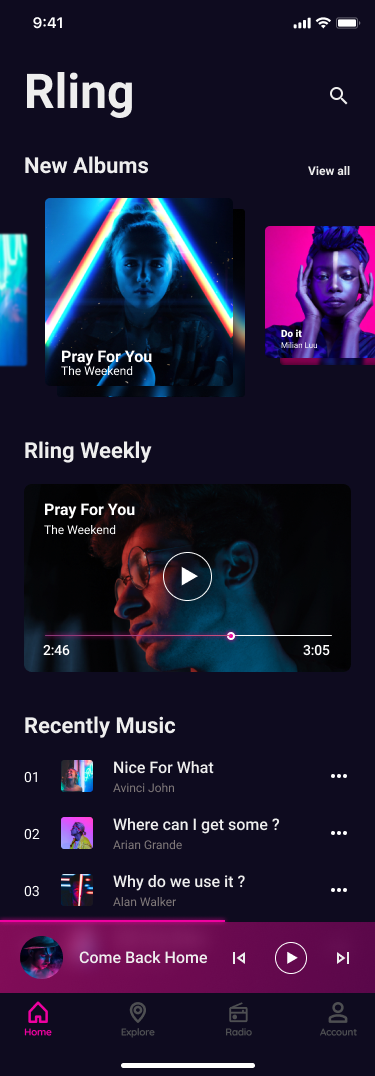 9:41
Rling
New Albums
View all
Pray For You
The Weekend
Do it
Milian Luu
Rling Weekly
Pray For You
The Weekend
2:46
3:05
Recently Music
01
Nice For What
Avinci John
02
Where can I get some ?
Arian Grande
03
Why do we use it ?
Alan Walker
Come Back Home
Home
Explore
Radio
Account